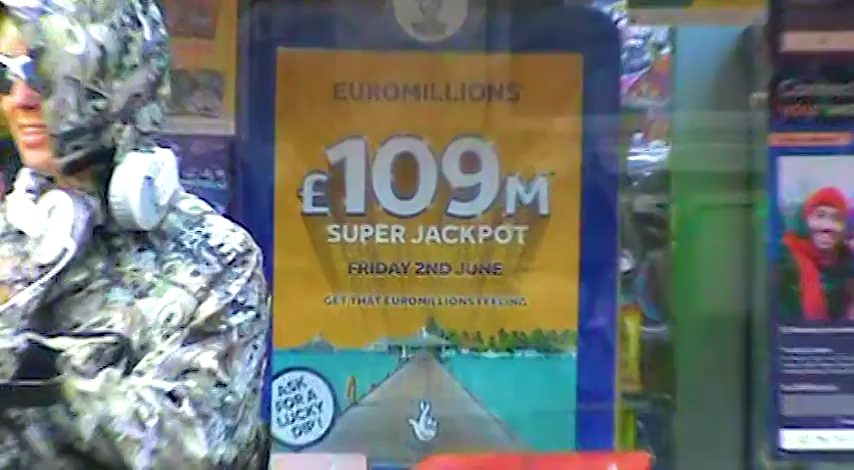 EUROMILLIONS
£109M
SUPER JACKPOT
FRIDAY 2ND JUNE
GET THAT EUROMILLIONS FEELING
ASK
FOR A
LUCKY
DIP!